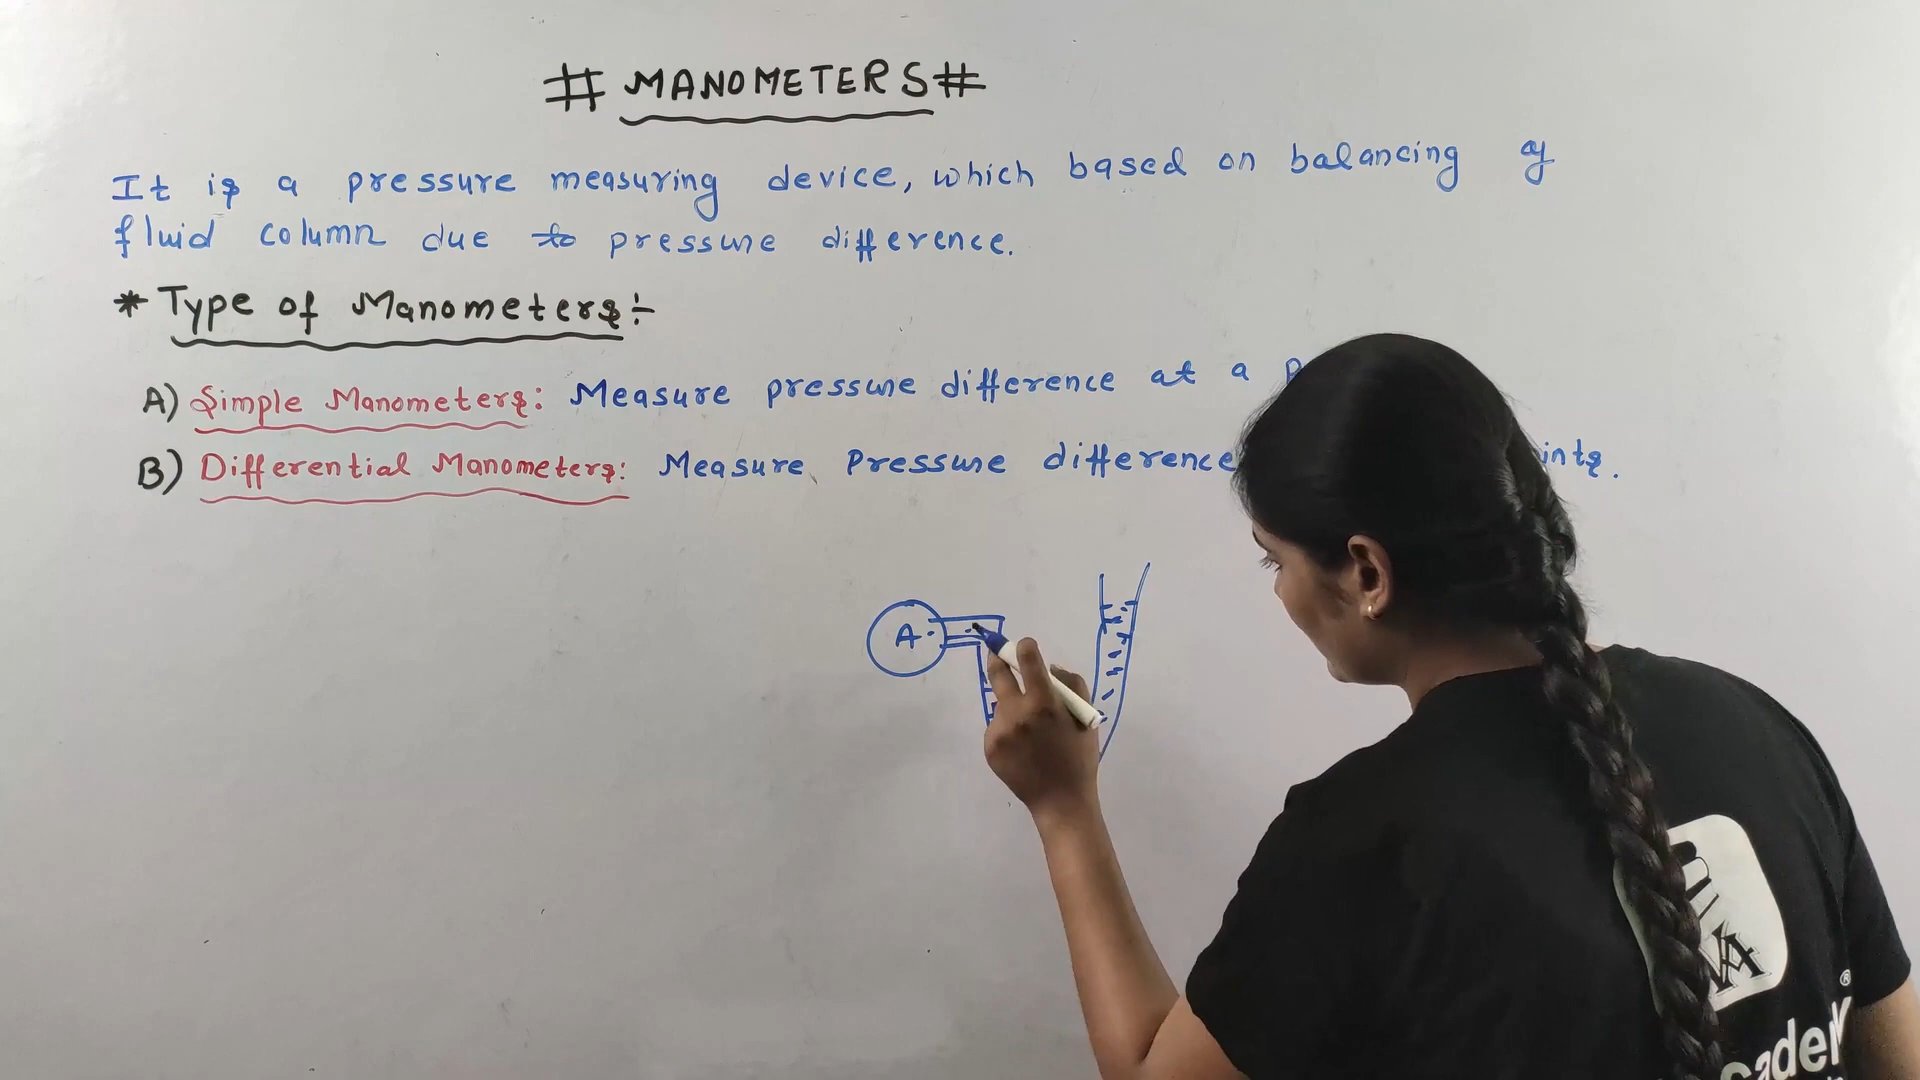 # MANOMETERS #
It is a pressure measuring device, which based on balancing of
fluid column due to pressure difference.
* Type of Manometers:-
A) Simple Manometers: Measure pressure difference at a
B) Differential Manometers: Measure Pressure difference
A